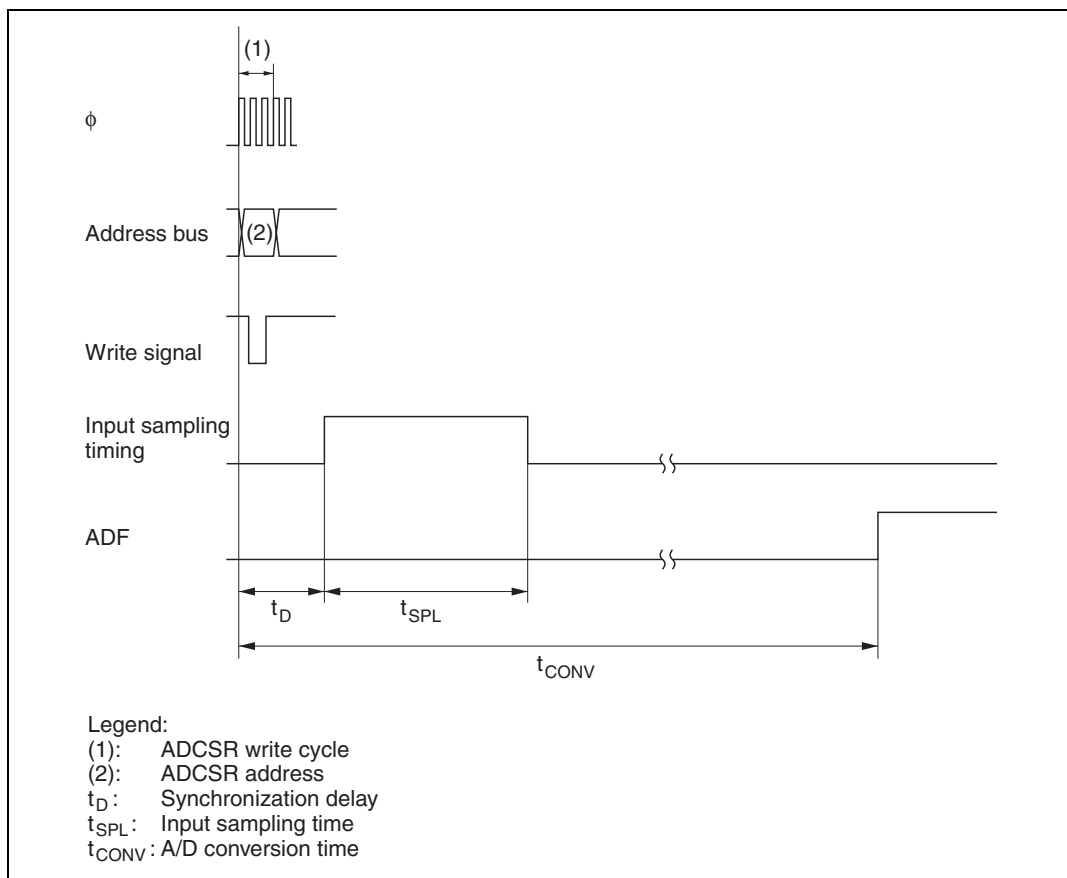 (1)
ϕ
Address bus
(2)
Write signal
Input sampling
timing
ADF
tD
tSPL
tCONV
Legend:
(1): ADCSR write cycle
(2): ADCSR address
tD : Synchronization delay
tSPL : Input sampling time
tCONV : A/D conversion time